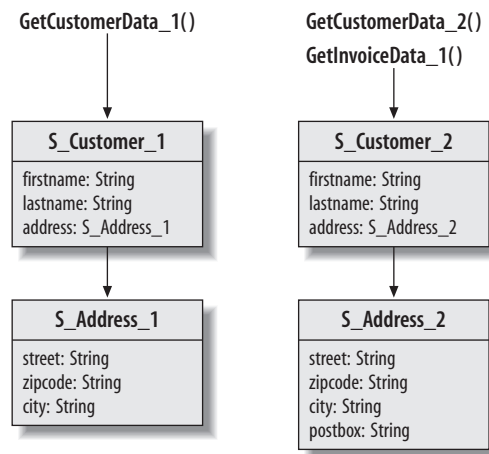 GetCustomerData_1()
S_Customer_1
firstname: String
lastname: String
address: S_Address_1
S_Address_1
street: String
zipcode: String
city: String
GetCustomerData_2()
GetInvoiceData_1()
S_Customer_2
firstname: String
lastname: String
address: S_Address_2
S_Address_2
street: String
zipcode: String
city: String
postbox: String